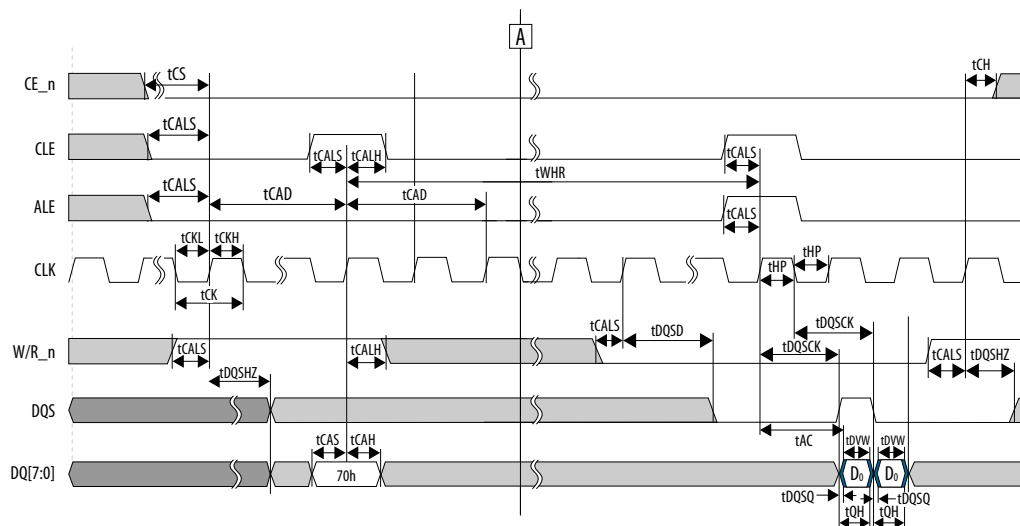 A
tCS
tCH
CE_n
tCALS
CLE
tCALS
tCALH
tCALS
tWHR
tCALS
tCAD
tCAD
ALE
tCALS
tCKL
tCKH
tHP
CLK
tHP
tCK
tDQSCK
tCALS
tDQSD
W/R_n
tCALS
tCALH
tDQSCK
tCALS
tDQSHZ
tDQSHZ
DQS
tCAS
tCAH
tAC
tDVW
tDVW
DQ[7:0]
70h
D₀
D₀
tDQSQ
tDQSQ
tQH
tQH